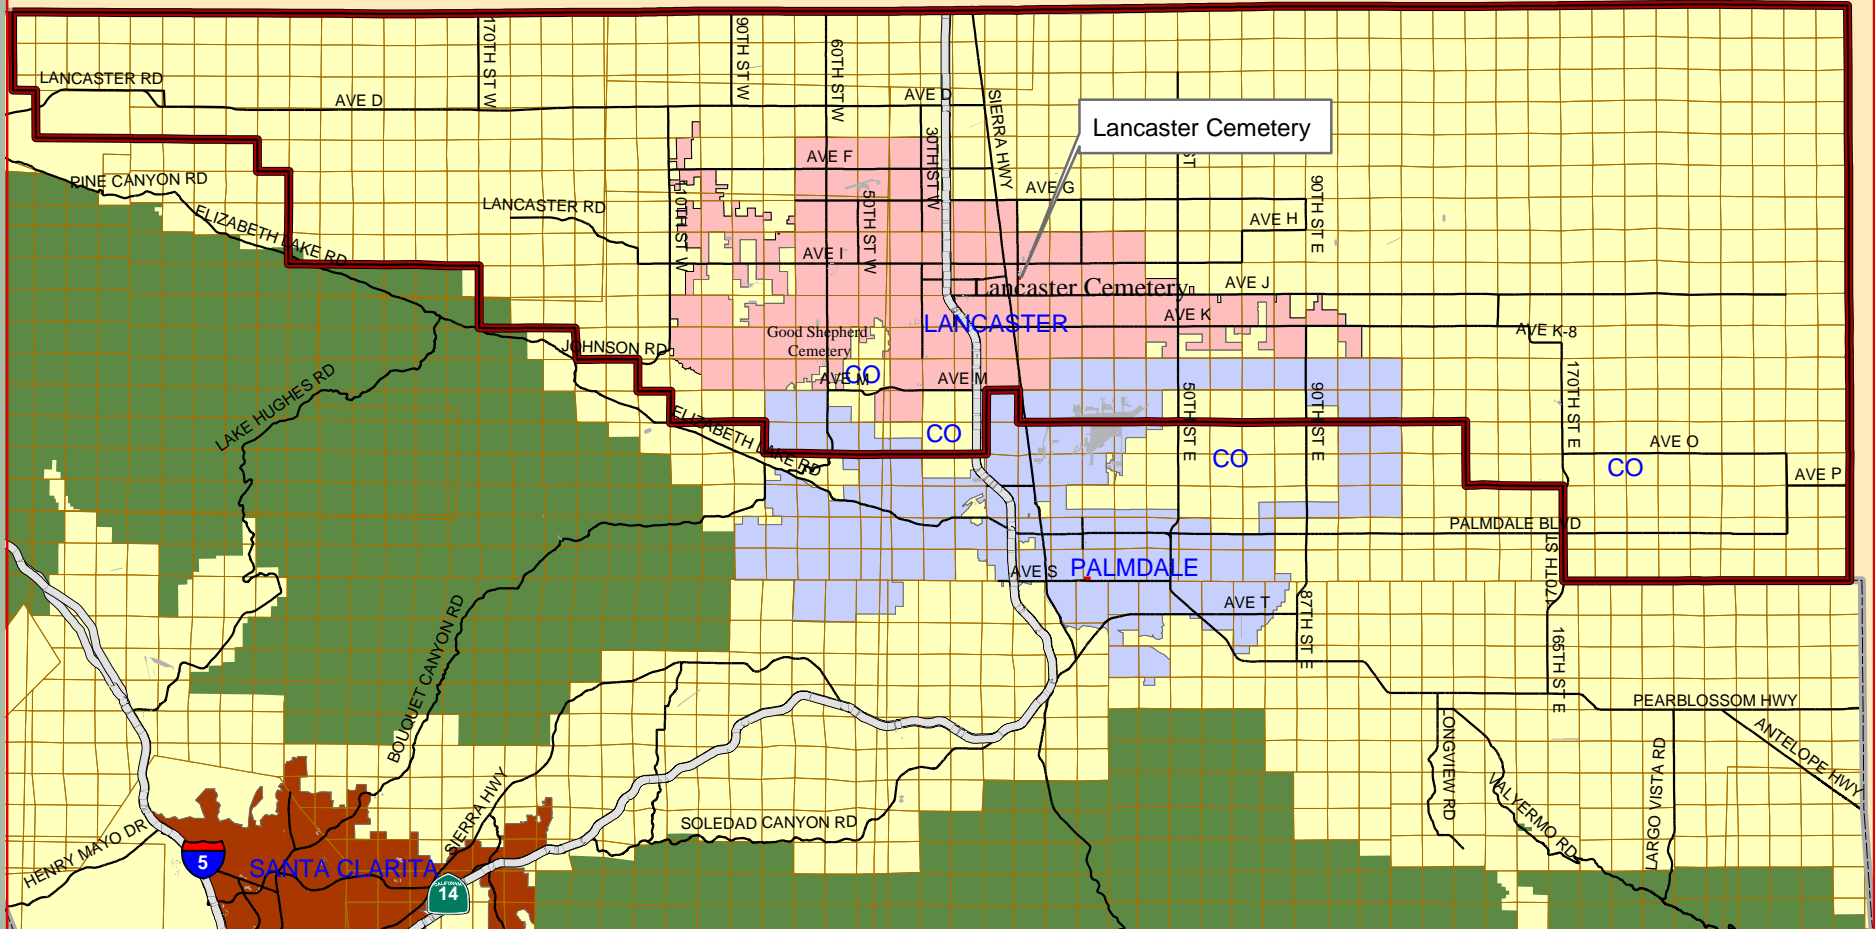 170TH ST W
90TH ST W
60TH ST W
LANCASTER RD
AVE D
AVE D
SIERRA HWY
Lancaster Cemetery
30TH ST W
ST
AVE F
PINE CANYON RD
AVE G
110TH ST W
50TH ST W
90TH ST E
LANCASTER RD
ELIZABETH LAKE RD
AVE H
AVE I
AVE J
Lancaster Cemetery
AVE K
LANCASTER
Good Shepherd
Cemetery
AVE K-8
JOHNSON RD
CO
AVE M
AVE M
LAKE HUGHES RD
170TH ST E
50TH ST E
90TH ST E
ELIZABETH LAKE RD
CO
AVE O
CO
CO
AVE P
PALMDALE BLVD
170TH ST E
AVE S
PALMDALE
AVE T
87TH ST E
BOUQUET CANYON RD
165TH ST E
PEARBLOSSOM HWY
ANTELOPE HWY
LONGVIEW RD
LARGO VISTA RD
VALYERMO RD
SIERRA HWY
SOLEDAD CANYON RD
HENRY MAYO DR
5
SANTA CLARITA
CALIFORNIA
14